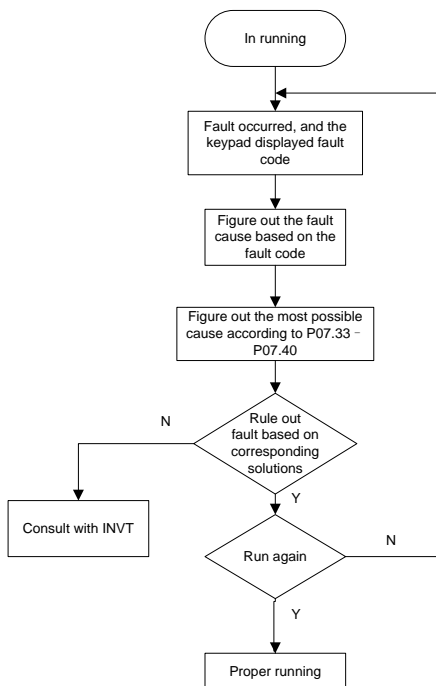 In running
Fault occurred, and the
keypad displayed fault
code
Figure out the fault
cause based on the
fault code
Figure out the most possible
cause according to P07.33–
P07.40
Rule out
fault based on
corresponding
solutions
N
Y
Consult with INVT
Run again
N
Y
Proper running